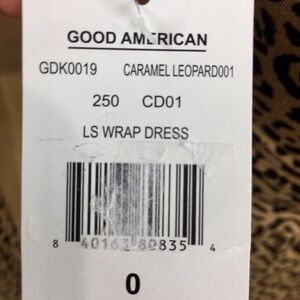 GOOD AMERICAN
GDK0019 CARAMEL LEOPARD001
250 CD01
LS WRAP DRESS
8 40163 80835 4
0